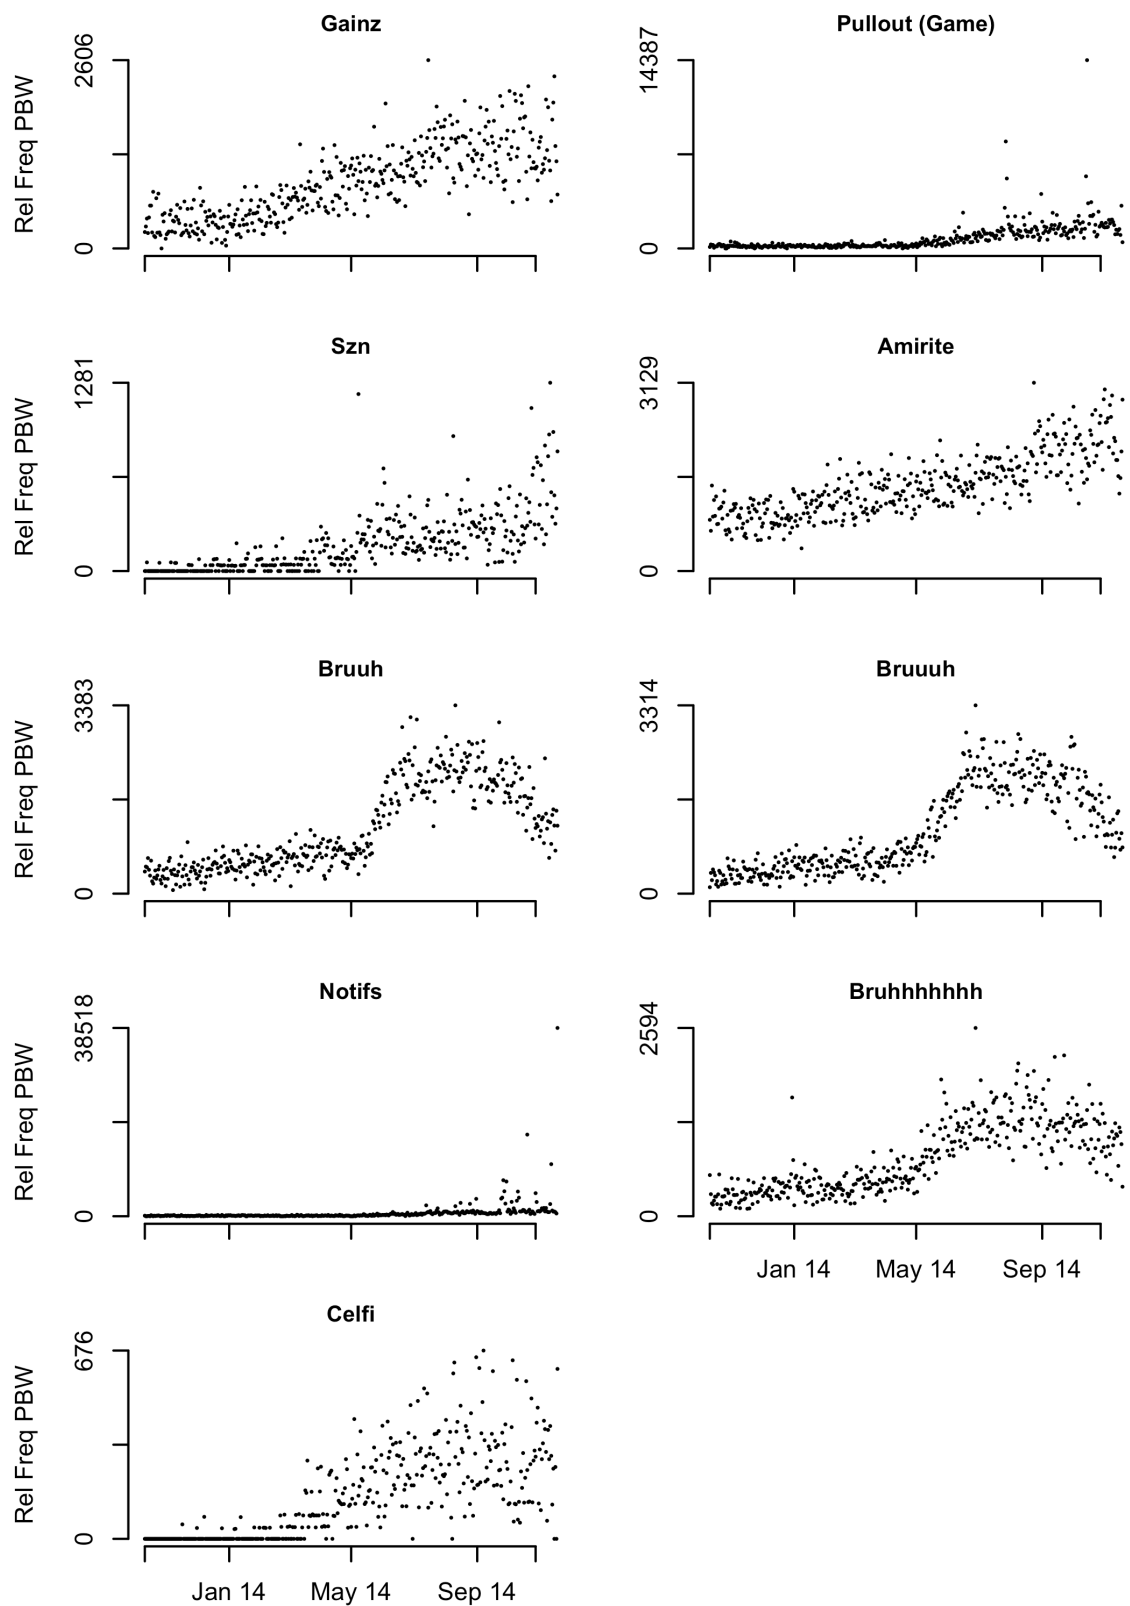 Gainz
Pullout (Game)
Rel Freq PBW
2606
0
14387
0
Szn
Amirite
Rel Freq PBW
1281
0
3129
0
Bruuh
Bruuuh
Rel Freq PBW
3383
0
3314
0
Notifs
Bruhhhhhhh
Rel Freq PBW
38518
0
2594
0
Jan 14 May 14 Sep 14
Celfi
Rel Freq PBW
676
0
Jan 14 May 14 Sep 14